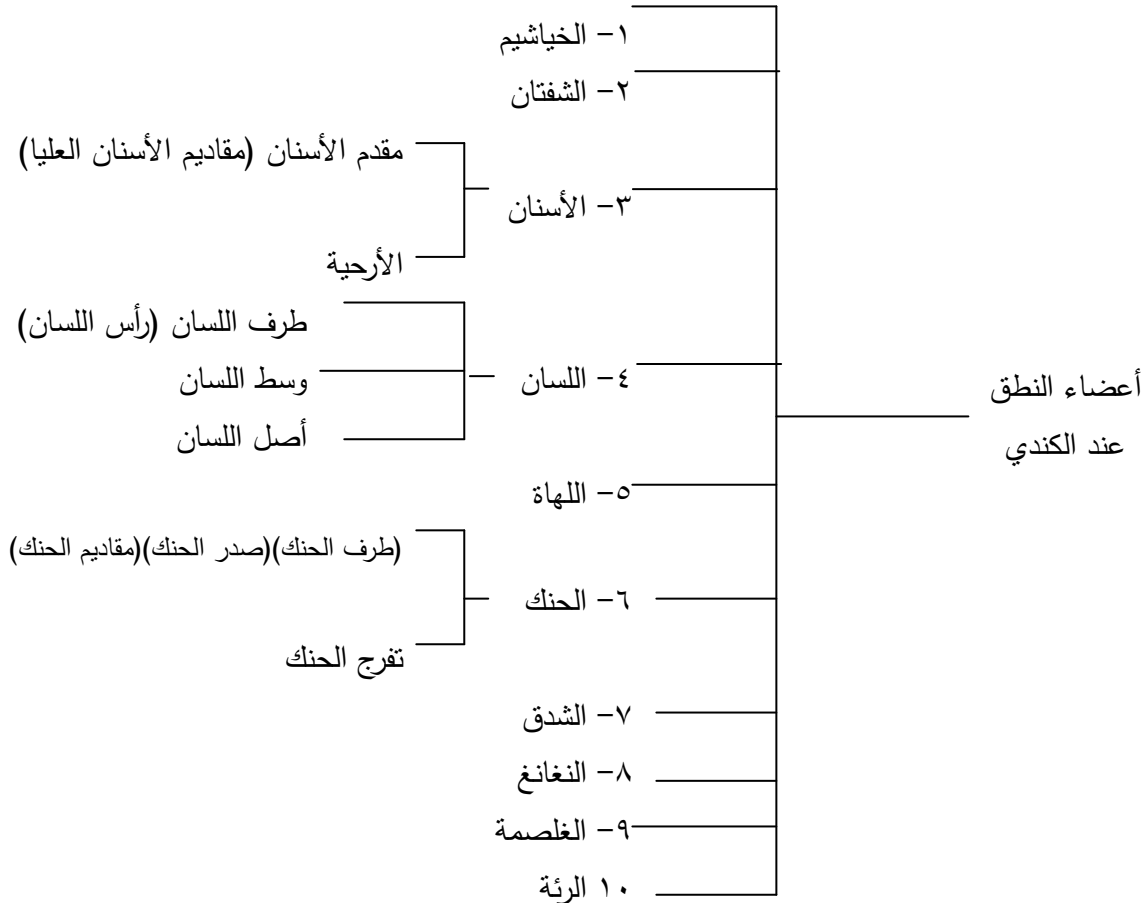 أعضاء النطق
عند الكندي
١- الخياشيم
٢- الشفتان
٣- الأسنان
مقدم الأسنان (مقاديم الأسنان العليا)
الأرحية
٤- اللسان
طرف اللسان (رأس اللسان)
وسط اللسان
أصل اللسان
٥- اللهاة
٦- الحنك
(طرف الحنك)(صدر الحنك)(مقاديم الحنك)
تفرج الحنك
٧- الشدق
٨- النغانغ
٩- الغلصمة
١٠ الرئة